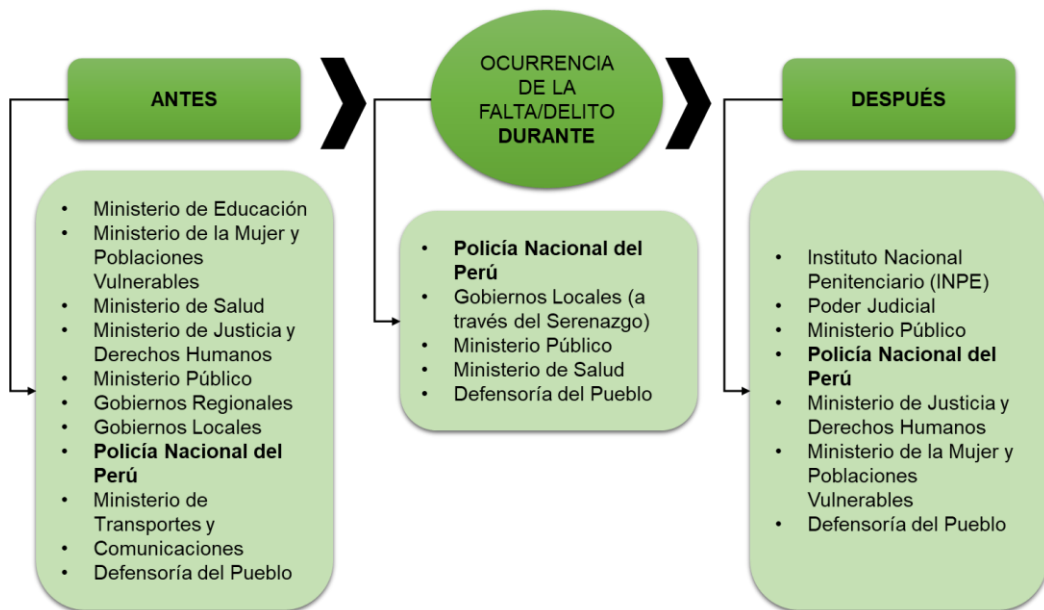 ANTES
• Ministerio de Educación
• Ministerio de la Mujer y
Poblaciones
Vulnerables
• Ministerio de Salud
• Ministerio de Justicia y
Derechos Humanos
• Ministerio Público
• Gobiernos Regionales
• Gobiernos Locales
• Policía Nacional del
Perú
• Ministerio de
Transportes y
• Comunicaciones
• Defensoría del Pueblo
OCURRENCIA
DE LA
FALTA/DELITO
DURANTE
• Policía Nacional del
Perú
• Gobiernos Locales (a
través del Serenazgo)
• Ministerio Público
• Ministerio de Salud
• Defensoría del Pueblo
DESPUÉS
• Instituto Nacional
Penitenciario (INPE)
• Poder Judicial
• Ministerio Público
• Policía Nacional del
Perú
• Ministerio de Justicia y
Derechos Humanos
• Ministerio de la Mujer y
Poblaciones
Vulnerables
• Defensoría del Pueblo